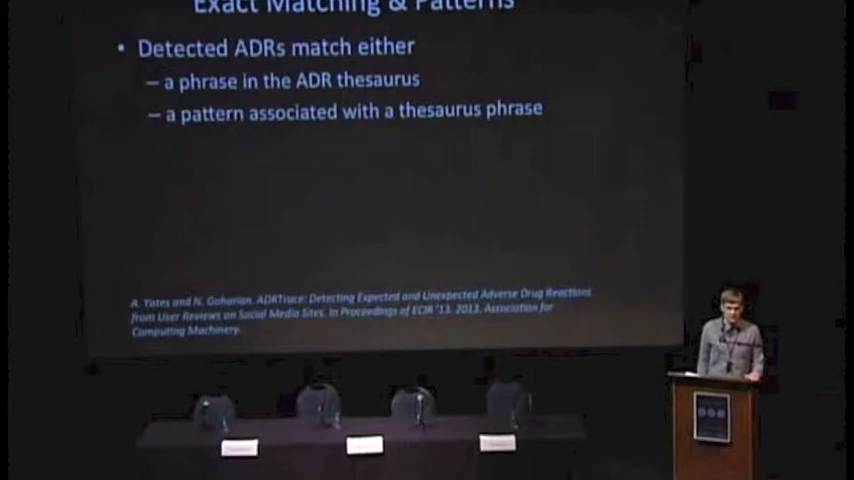 Exact Matching & Patterns
• Detected ADRs match either
– a phrase in the ADR thesaurus
– a pattern associated with a thesaurus phrase
A. Yates and N. Goharian. ADRTrace: Detecting Expected and Unexpected Adverse Drug Reactions
from User Reviews on Social Media Sites. In Proceedings of ECIR '13. 2013. Association for
Computing Machinery.